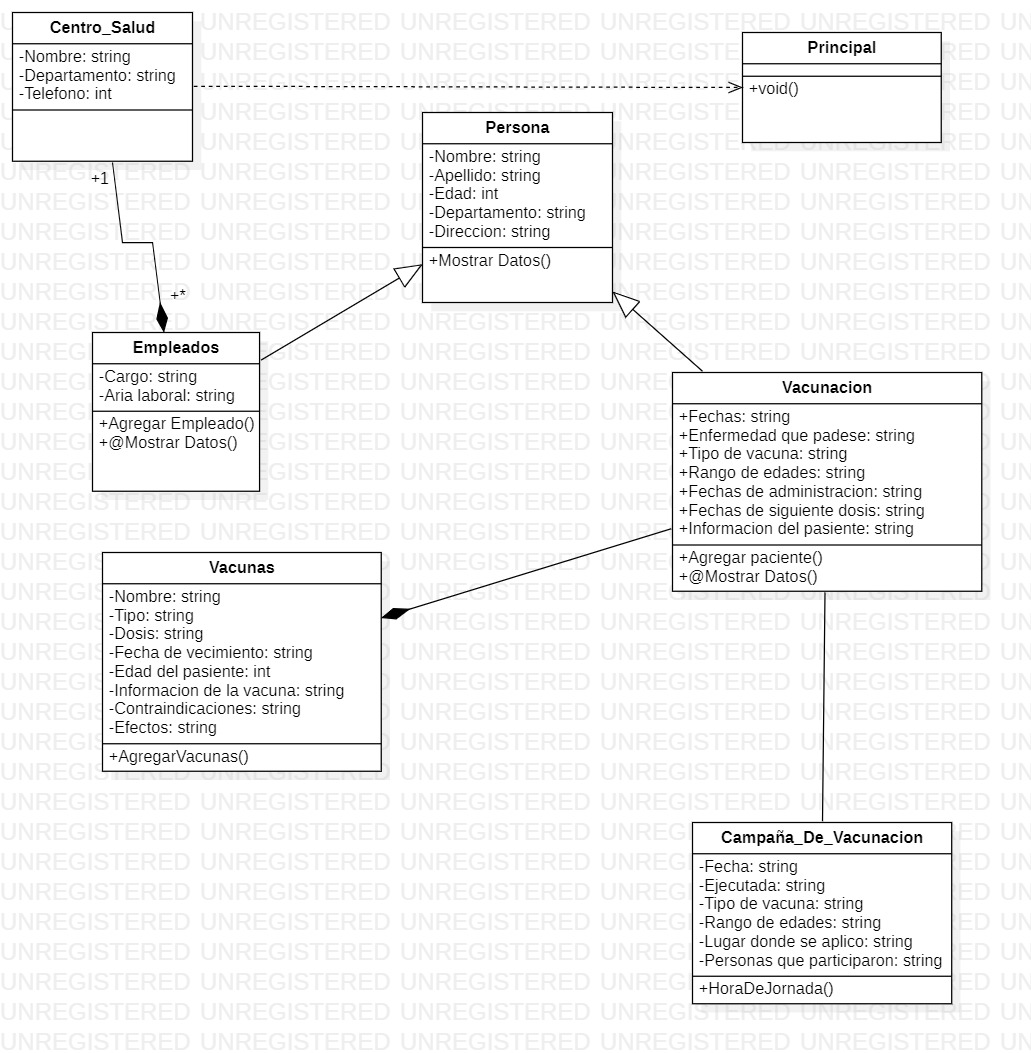 Centro_Salud
-Nombre: string
-Departamento: string
-Telefono: int
Principal
+void()
Persona
-Nombre: string
-Apellido: string
-Edad: int
-Departamento: string
-Direccion: string
+Mostrar Datos()
+1
+*
Empleados
-Cargo: string
-Aria laboral: string
+Agregar Empleado()
+@Mostrar Datos()
Vacunacion
+Fechas: string
+Enfermedad que padese: string
+Tipo de vacuna: string
+Rango de edades: string
+Fechas de administracion: string
+Fechas de siguiente dosis: string
+Informacion del pasiente: string
+Agregar paciente()
+@Mostrar Datos()
Vacunas
-Nombre: string
-Tipo: string
-Dosis: string
-Fecha de vecimiento: string
-Edad del pasiente: int
-Informacion de la vacuna: string
-Contraindicaciones: string
-Efectos: string
+AgregarVacunas()
Campaña_De_Vacunacion
-Fecha: string
-Ejecutada: string
-Tipo de vacuna: string
-Rango de edades: string
-Lugar donde se aplico: string
-Personas que participaron: string
+HoraDeJornada()
UNREGISTERED